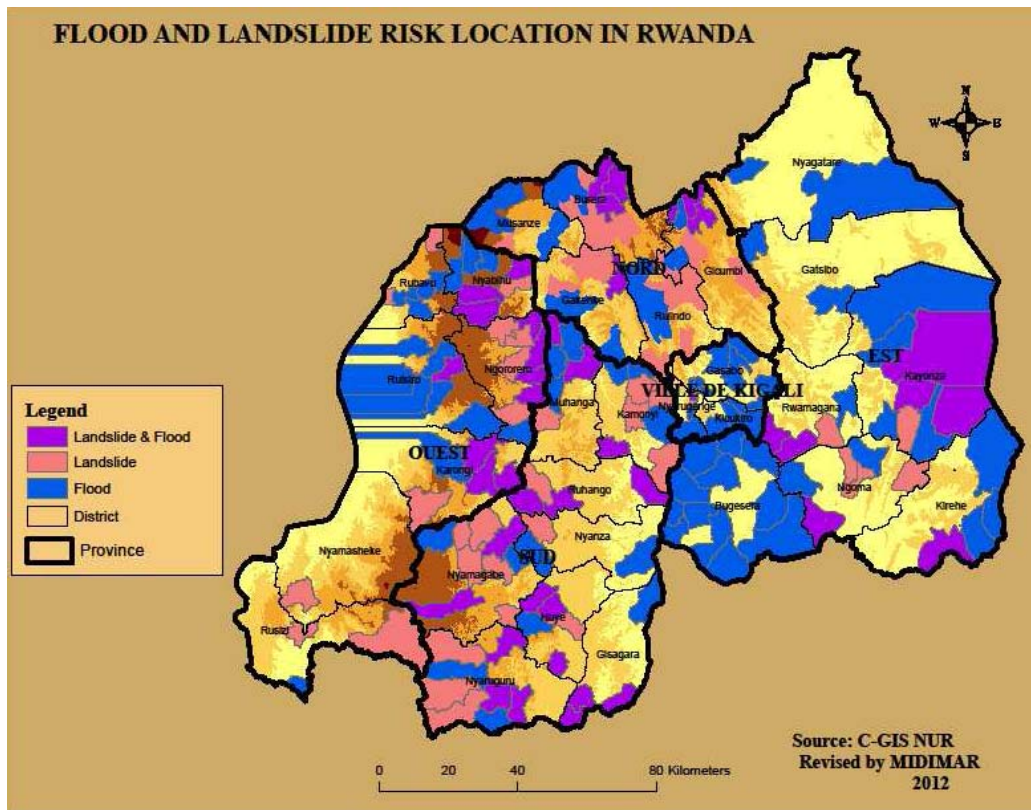 FLOOD AND LANDSLIDE RISK LOCATION IN RWANDA
N
W E
S
Nyagatare
Burera
Musanze
NORD
Gicumbi
Gatsibo
Rubavu
Nyabihu
Gakenke
Rulindo
EST
Kayonza
Ngororero
Rutsiro
Gasabo
VILLE DE KIGALI
Muhanga
Kamonyi
Nyarugenge
Rwamagana
Kicukiro
OUEST
Karongi
Ruhango
Ngoma
Bugesera
Kirehe
Nyanza
Nyamasheke
SUD
Nyamagabe
Huye
Rusizi
Gisagara
Nyaruguru
Legend
Landslide & Flood
Landslide
Flood
District
Province
0 20 40 80 Kilometers
Source: C-GIS NUR
Revised by MIDIMAR
2012